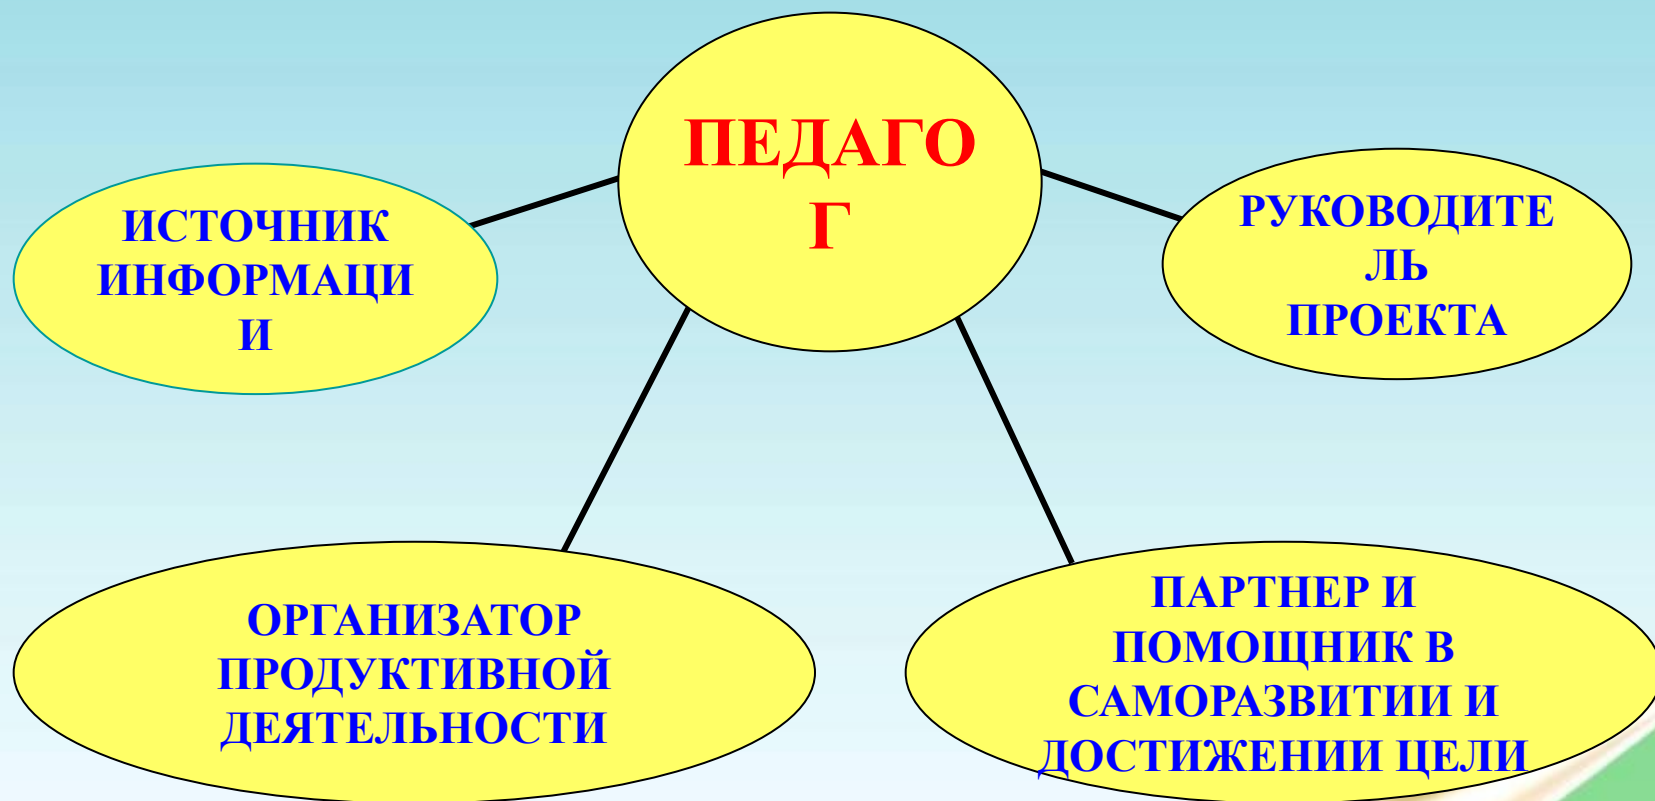 ПЕДАГО
Г
ИСТОЧНИК
ИНФОРМАЦИ
И
РУКОВОДИТЕ
ЛЬ
ПРОЕКТА
ОРГАНИЗАТОР
ПРОДУКТИВНОЙ
ДЕЯТЕЛЬНОСТИ
ПАРТНЕР И
ПОМОЩНИК В
САМОРАЗВИТИИ И
ДОСТИЖЕНИИ ЦЕЛИ